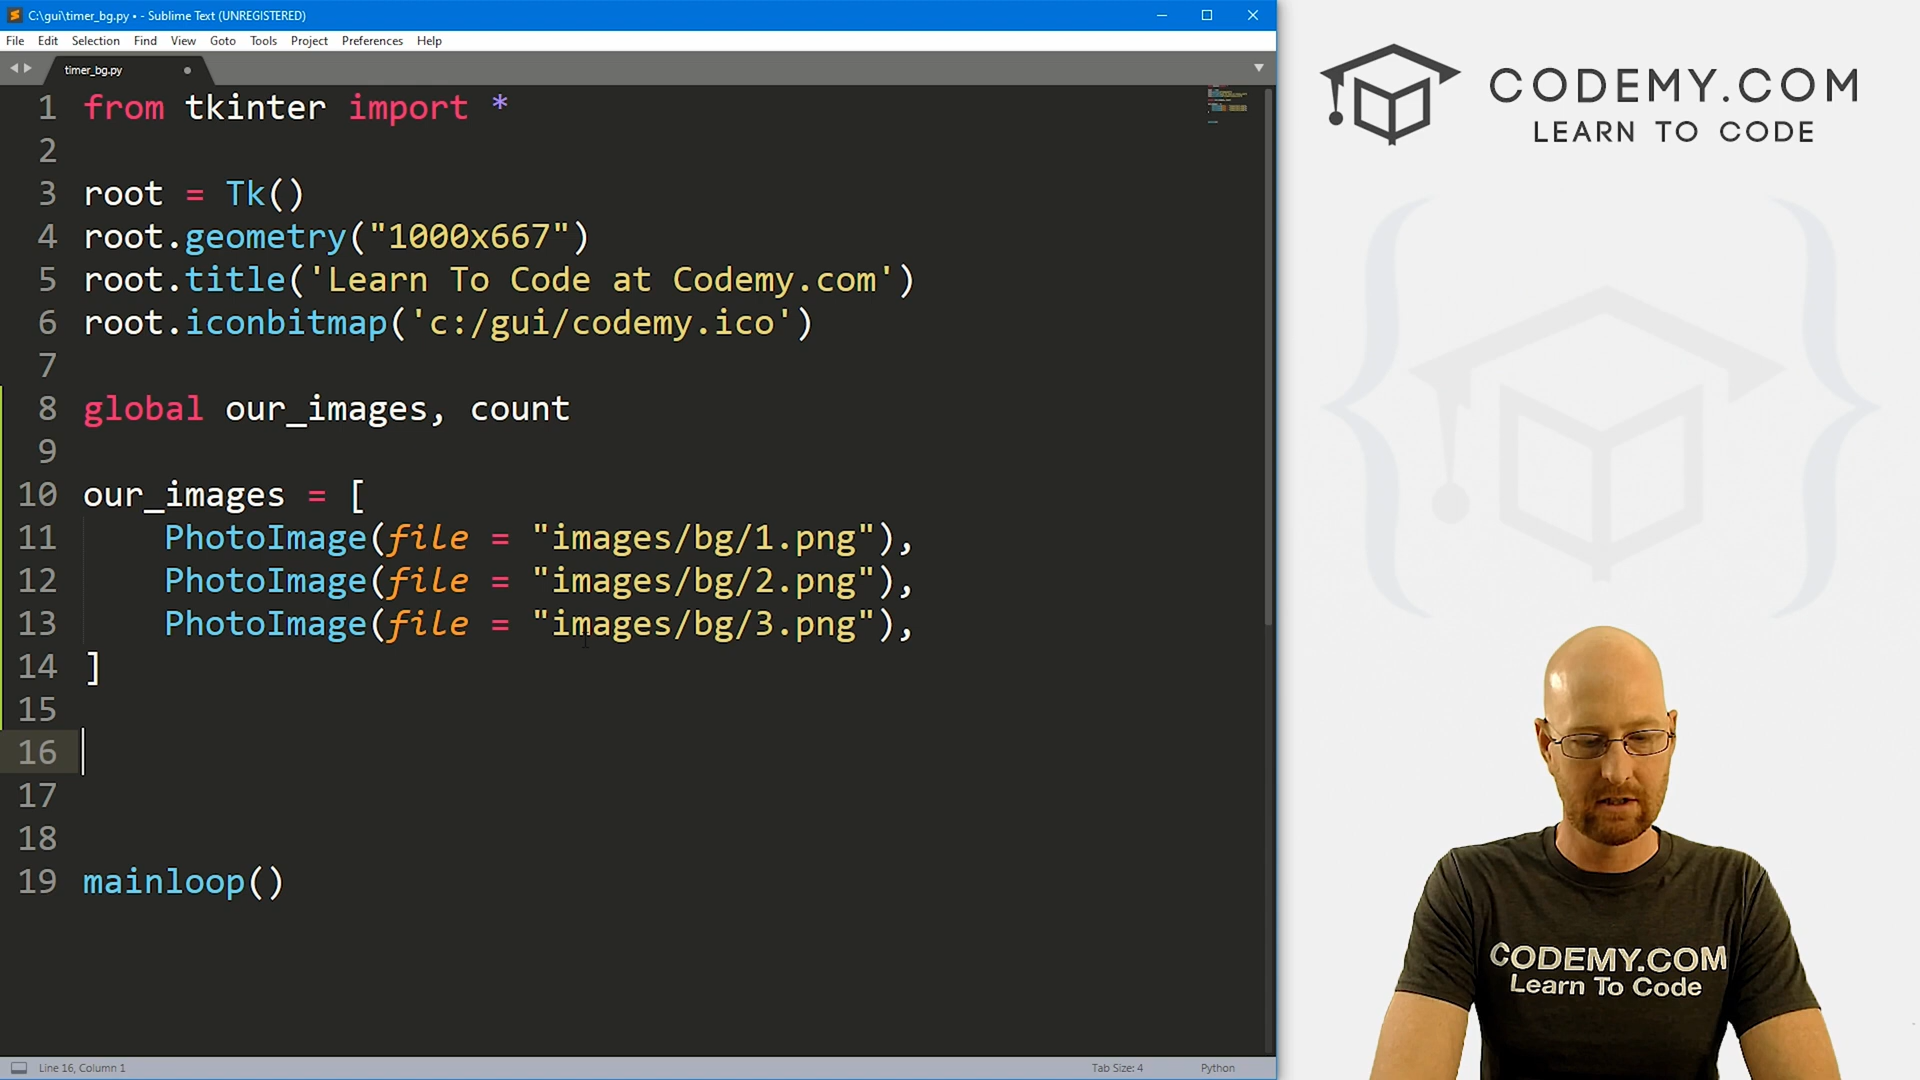 C:\gui\timer_bg.py • - Sublime Text (UNREGISTERED)
File Edit Selection Find View Goto Tools Project Preferences Help
timer_bg.py
1 from tkinter import *
2
3 root = Tk()
4 root.geometry("1000x667")
5 root.title('Learn To Code at Codemy.com')
6 root.iconbitmap('c:/gui/codemy.ico')
7
8 global our_images, count
9
10 our_images = [
11 PhotoImage(file = "images/bg/1.png"),
12 PhotoImage(file = "images/bg/2.png"),
13 PhotoImage(file = "images/bg/3.png"),
14 ]
15
16
17
18
19 mainloop()
Line 16, Column 1
Tab Size: 4
Python
CODEMY.COM
LEARN TO CODE
CODEMY.COM
Learn To Code